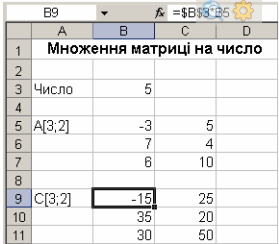 B9 fx =$B$3*B5
A B C D
1 Множення матриці на число
2
3 Число 5
4
5 A[3;2] -3 5
6 7 4
7 6 10
8
9 C[3;2] -15 25
10 35 20
11 30 50